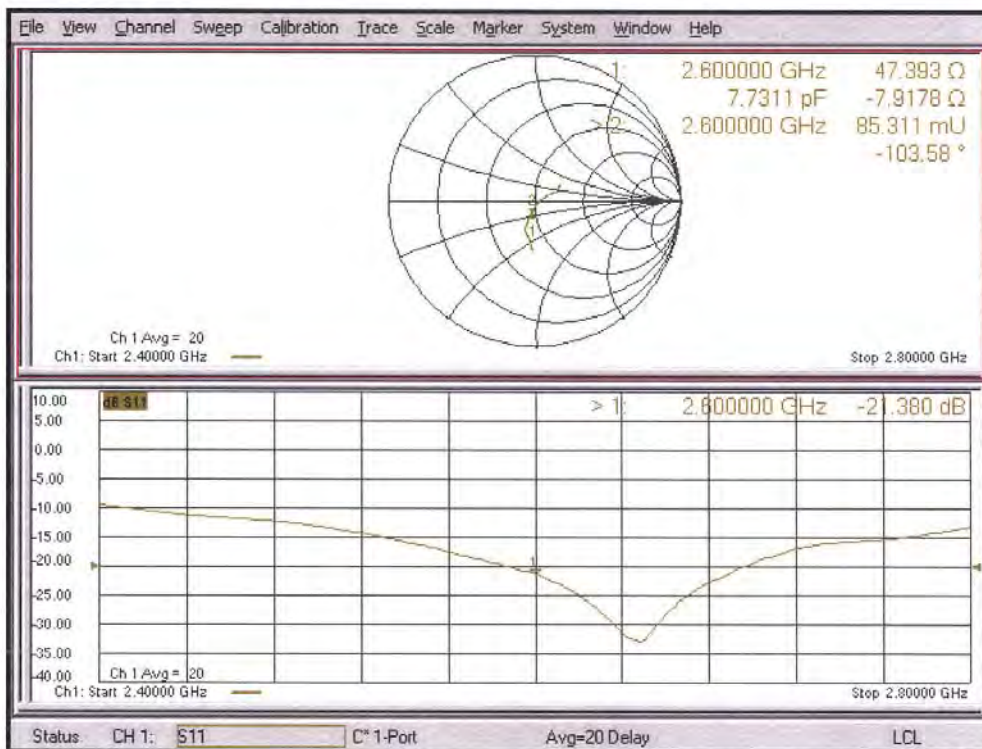 File View Channel Sweep Calibration Trace Scale Marker System Window Help
1: 2.600000 GHz 47.393 Ω
7.7311 pF -7.9178 Ω
> 2: 2.600000 GHz 85.311 mU
-103.58 °
1
Ch 1 Avg = 20
Ch1: Start 2.40000 GHz
Stop 2.80000 GHz
10.00
dB S11
> 1: 2.600000 GHz -21.380 dB
5.00
0.00
-5.00
-10.00
-15.00
-20.00
1
-25.00
-30.00
-35.00
-40.00
Ch 1 Avg = 20
Ch1: Start 2.40000 GHz
Stop 2.80000 GHz
Status CH 1: S11 C* 1-Port Avg=20 Delay LCL